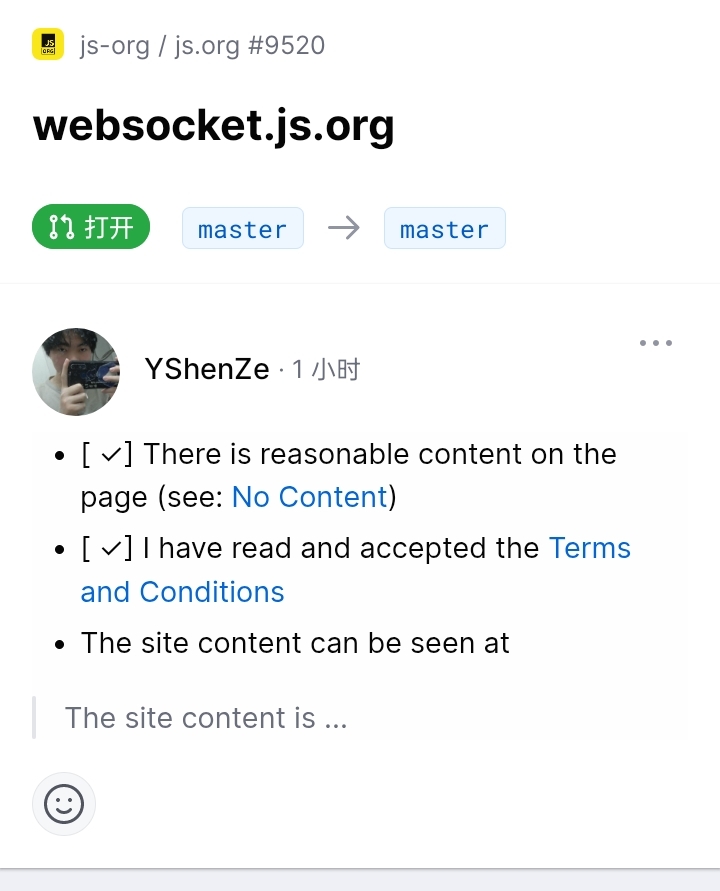 JS
ORG
js-org / js.org #9520
websocket.js.org
打开
master → master
YShenZe · 1 小时
• [ ✓] There is reasonable content on the
page (see: No Content)
• [ ✓] I have read and accepted the Terms
and Conditions
• The site content can be seen at
The site content is ...